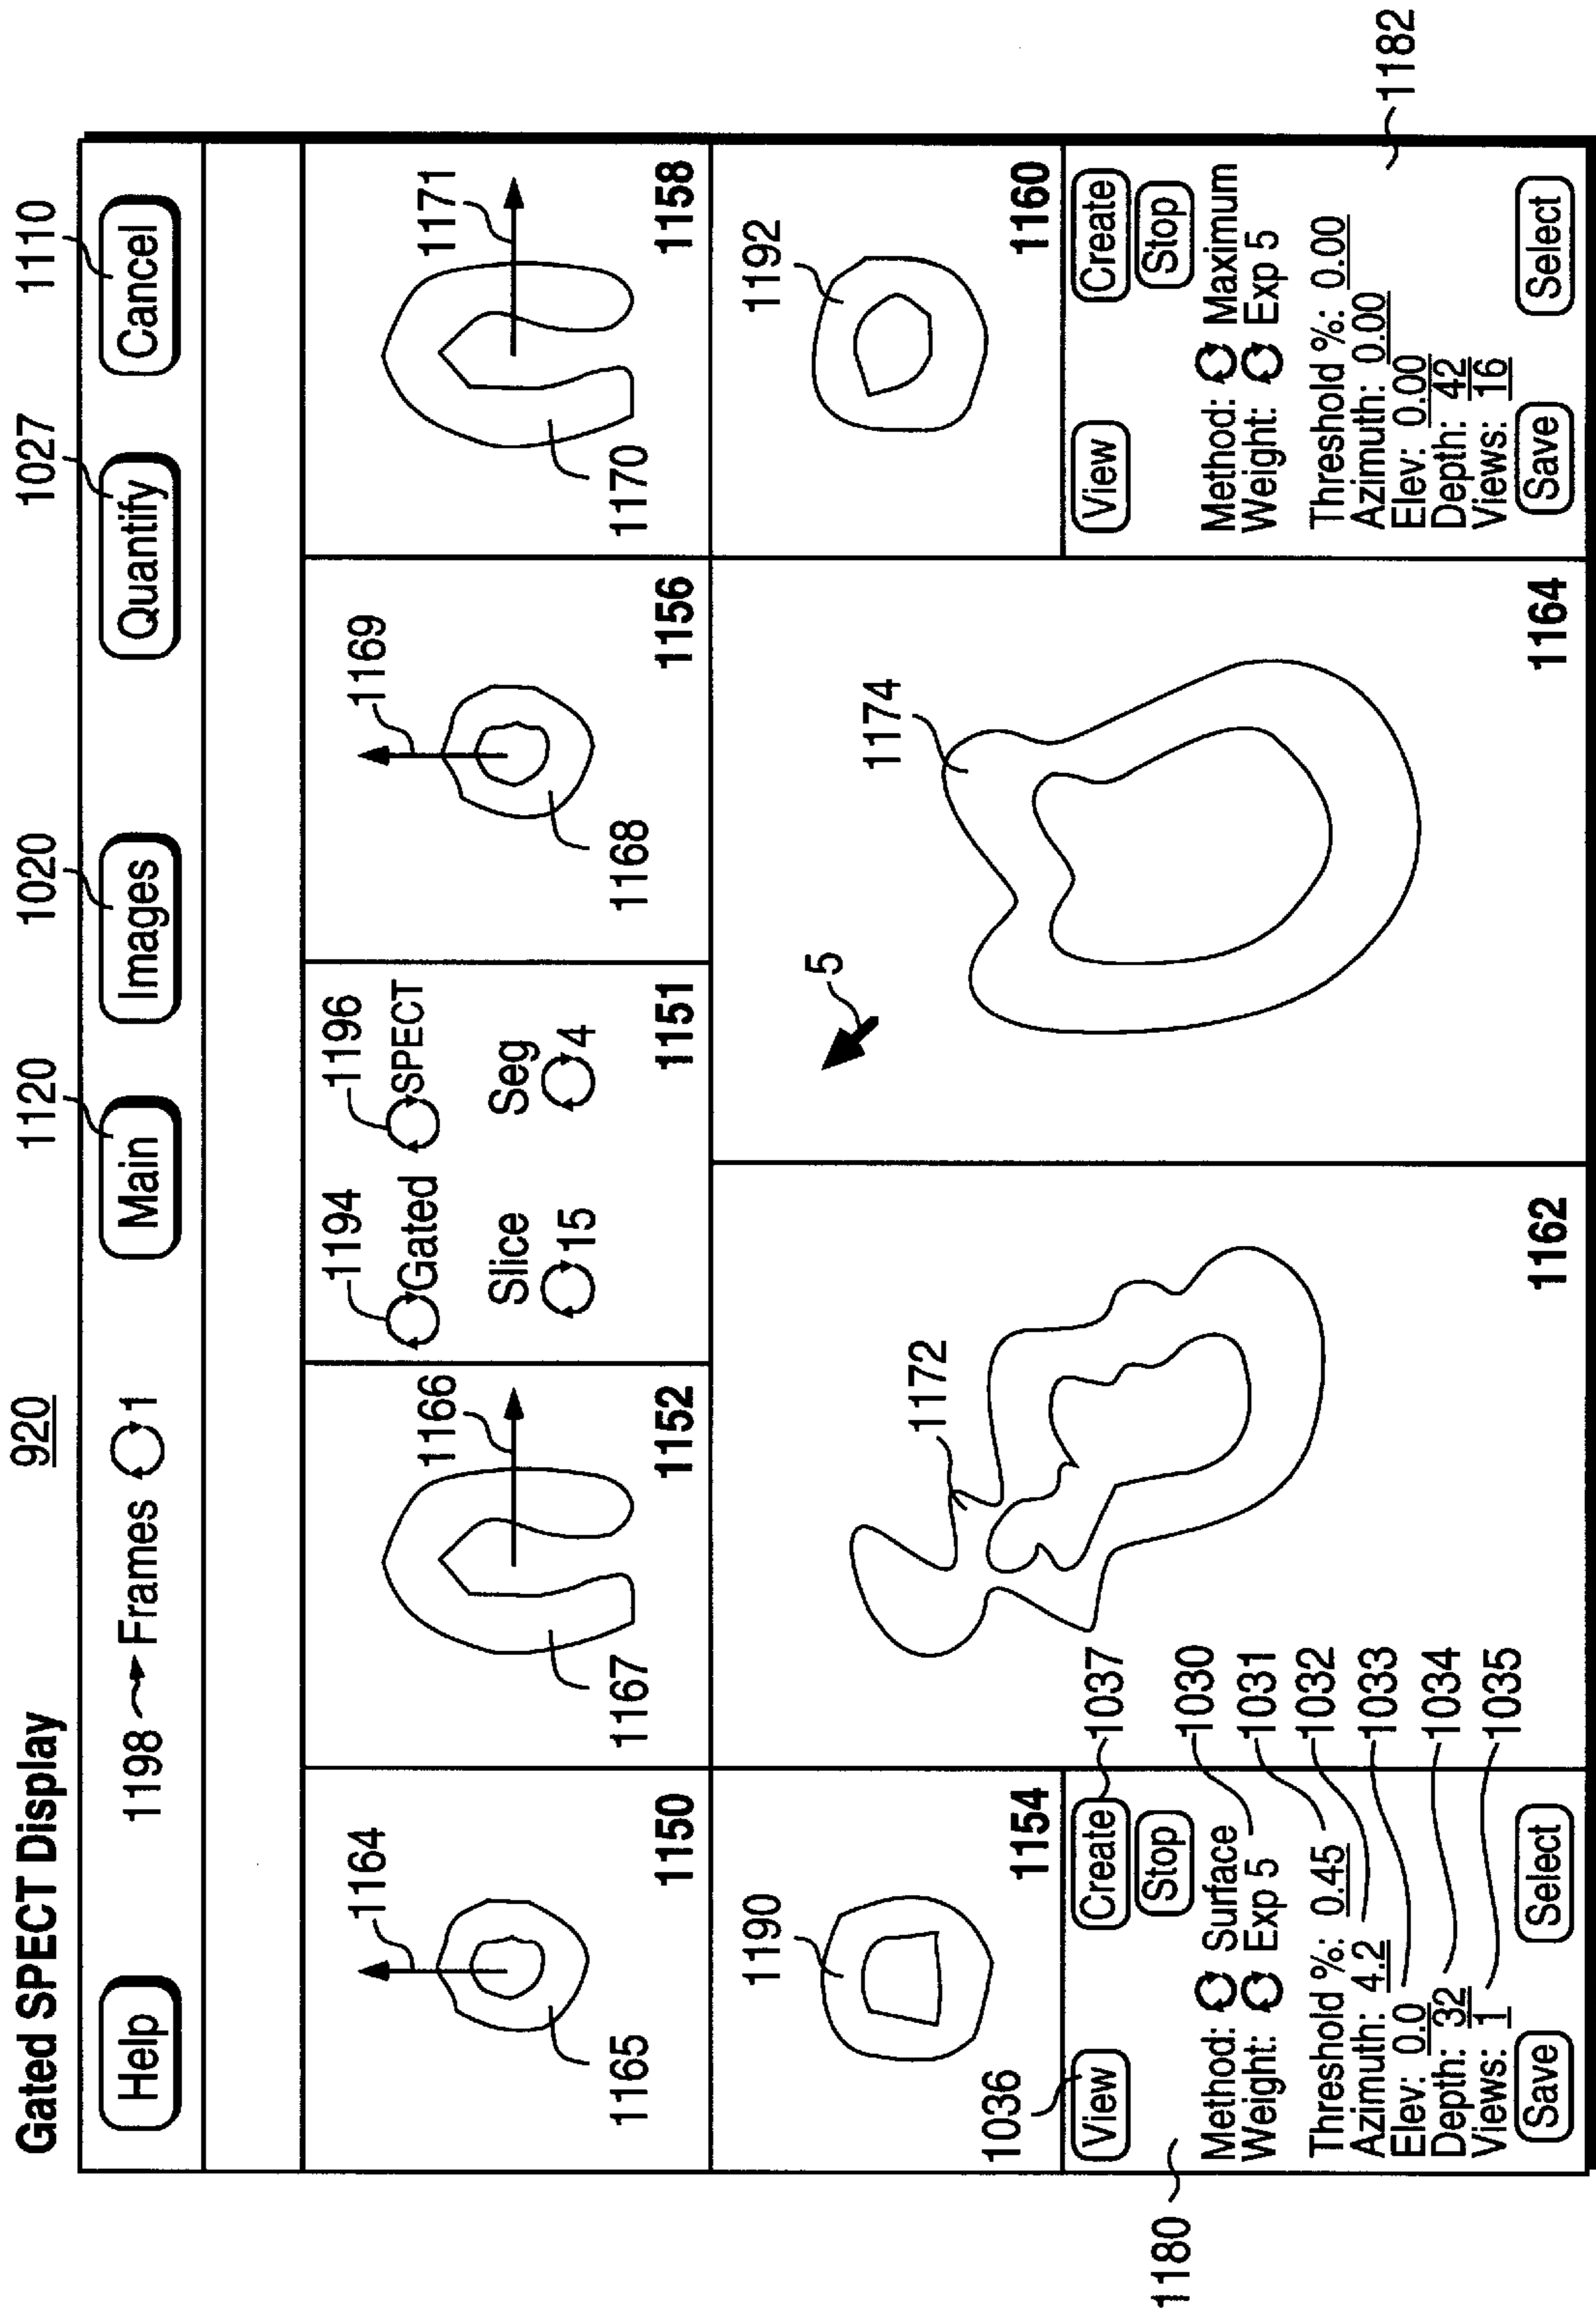 920
Gated SPECT Display
1120
1020
1027
1110
Help
1198
Frames
1
Main
Images
Quantify
Cancel
1164
1165
1150
1166
1167
1152
1194
1196
Gated
SPECT
Slice
Seg
15
4
1151
1169
1168
1156
1171
1170
1158
1190
1154
1172
1162
5
1174
1164
1192
1160
1036
1037
View
Create
Stop
1180
Method: Surface
Weight: Exp 5
Threshold %: 0.45
Azimuth: 4.2
Elev: 0.0
Depth: 32
Views: 1
Save
Select
1030
1031
1032
1033
1034
1035
View
Create
Stop
Method: Maximum
Weight: Exp 5
Threshold %: 0.00
Azimuth: 0.00
Elev: 0.00
Depth: 42
Views: 16
Save
Select
1182